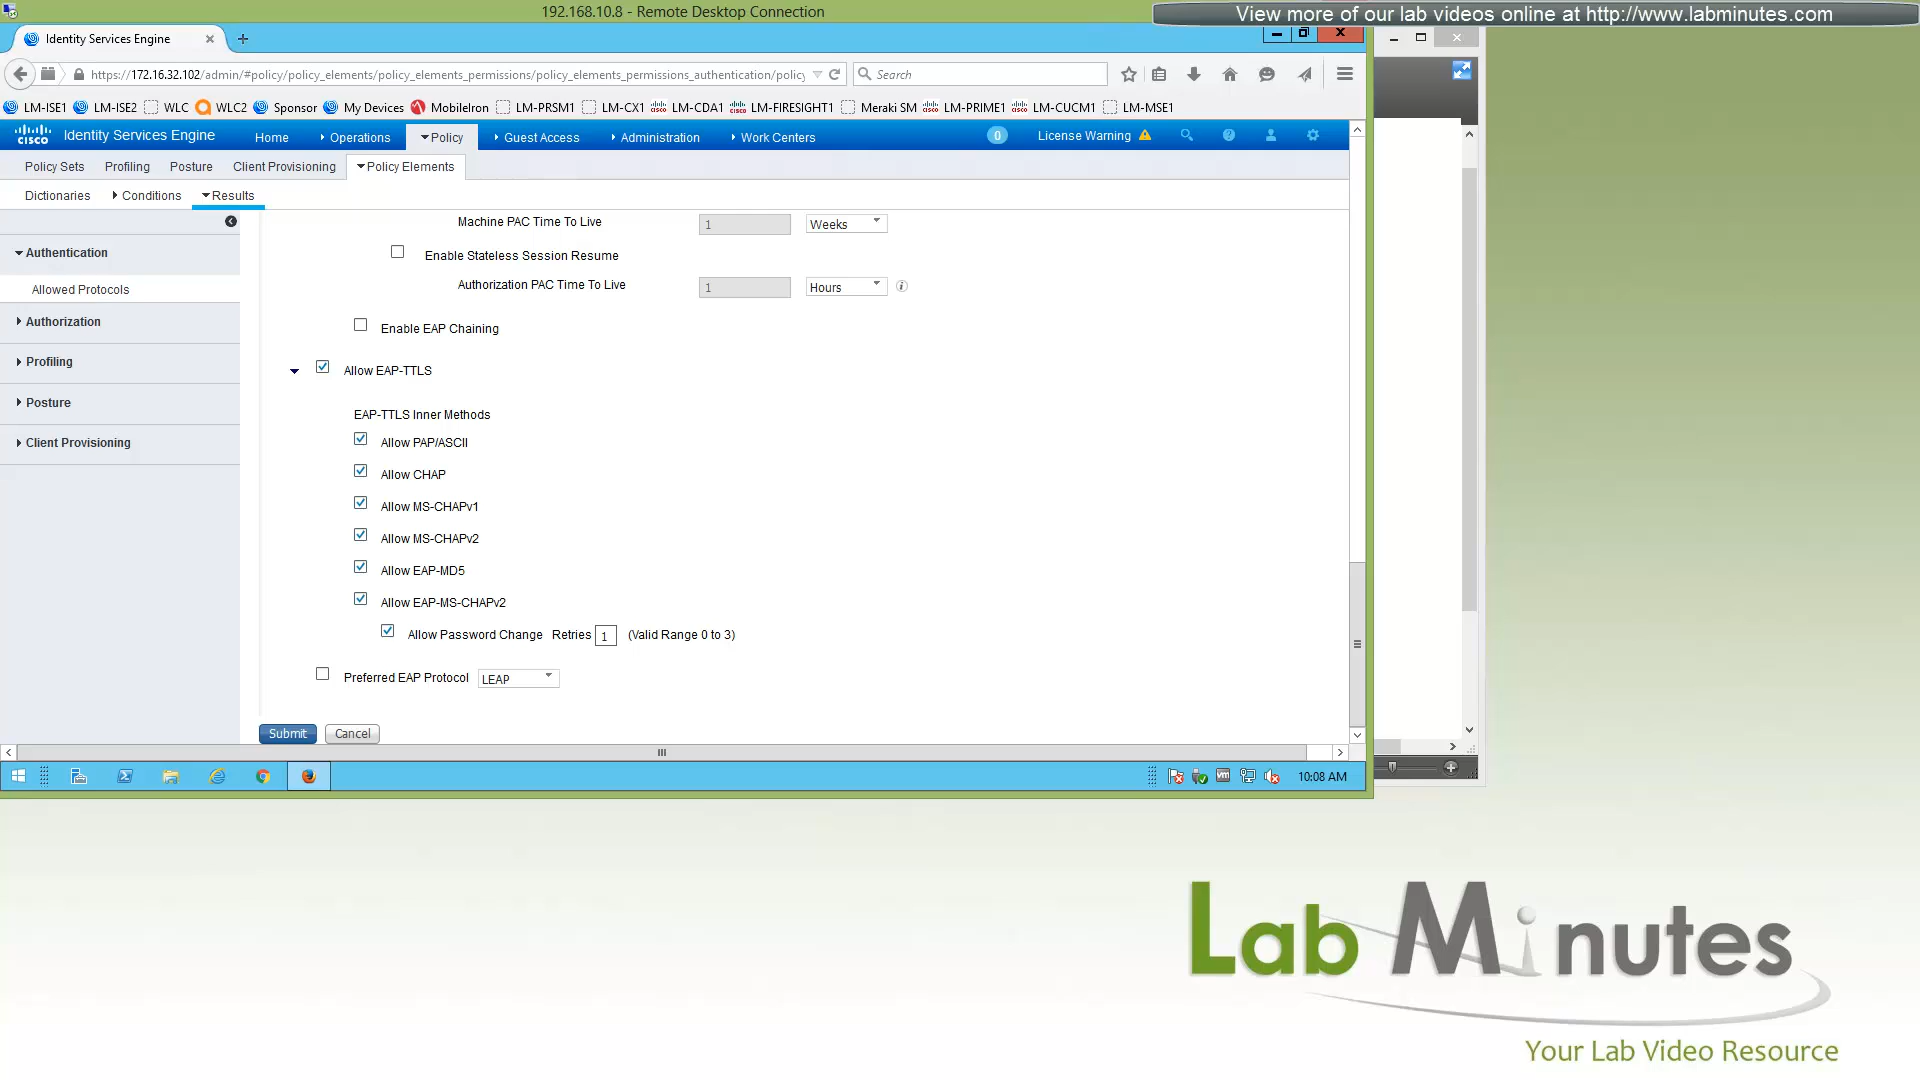 192.168.10.8 - Remote Desktop Connection
View more of our lab videos online at http://www.labminutes.com
Identity Services Engine
https://172.16.32.102/admin/#policy/policy_elements/policy_elements_permissions/policy_elements_permissions_authentication/policy
Search
LM-ISE1 LM-ISE2 WLC WLC2 Sponsor My Devices MobileIron LM-PRSM1 LM-CX1 LM-CDA1 LM-FIRESIGHT1 Meraki SM LM-PRIME1 LM-CUCM1 LM-MSE1
CISCO Identity Services Engine Home Operations Policy Guest Access Administration Work Centers 0 License Warning
Policy Sets Profiling Posture Client Provisioning Policy Elements
Dictionaries Conditions Results
Authentication
Allowed Protocols
Authorization
Profiling
Posture
Client Provisioning
Machine PAC Time To Live 1 Weeks
Enable Stateless Session Resume
Authorization PAC Time To Live 1 Hours
Enable EAP Chaining
Allow EAP-TTLS
EAP-TTLS Inner Methods
Allow PAP/ASCII
Allow CHAP
Allow MS-CHAPv1
Allow MS-CHAPv2
Allow EAP-MD5
Allow EAP-MS-CHAPv2
Allow Password Change Retries 1 (Valid Range 0 to 3)
Preferred EAP Protocol LEAP
Submit Cancel
10:08 AM
Lab Minutes
Your Lab Video Resource